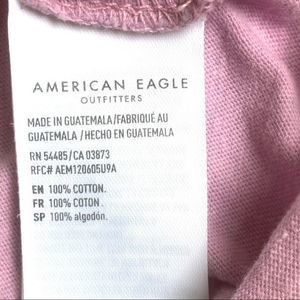 AMERICAN EAGLE
OUTFITTERS
MADE IN GUATEMALA/FABRIQUÉ AU
GUATEMALA /HECHO EN GUATEMALA
RN 54485/CA 03873
RFC# AEM120605U9A
EN 100% COTTON.
FR 100% COTON .
SP 100% algodón.